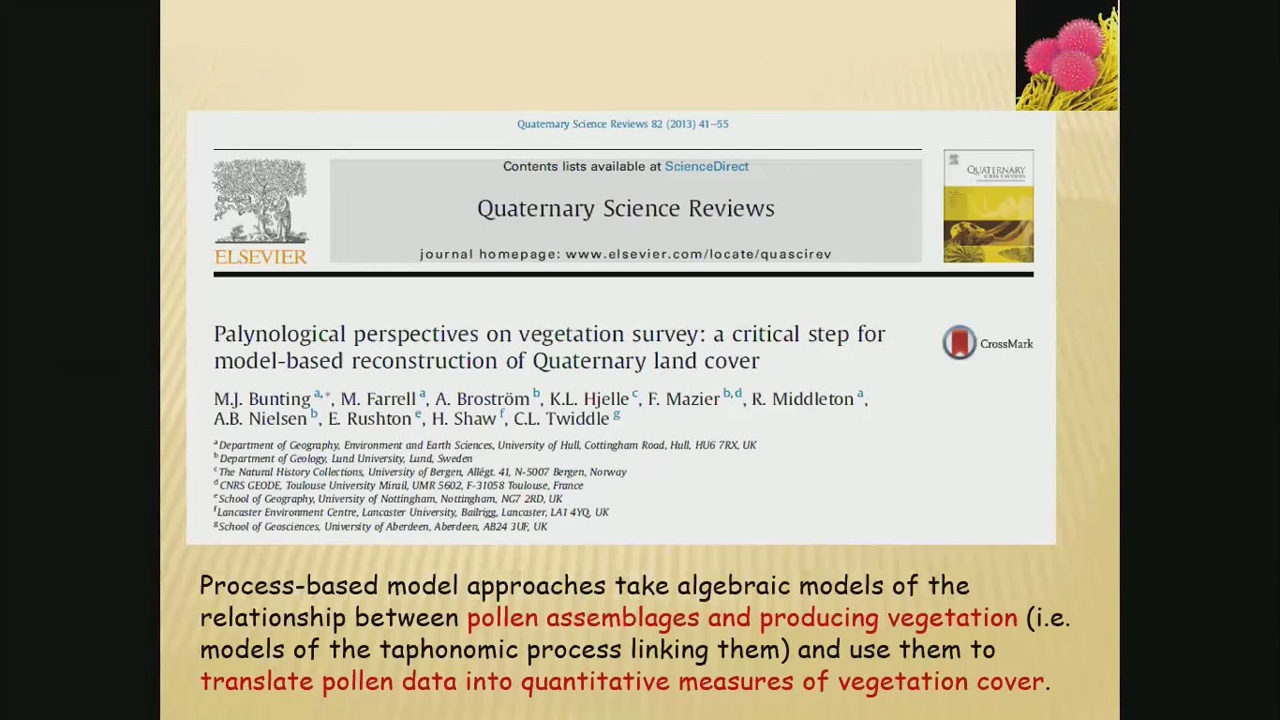 Quaternary Science Reviews 82 (2013) 41–55
Contents lists available at ScienceDirect
Quaternary Science Reviews
journal homepage: www.elsevier.com/locate/quascirev
ELSEVIER
QUATERNARY
Palynological perspectives on vegetation survey: a critical step for
model-based reconstruction of Quaternary land cover
CrossMark
M.J. Bunting a,*, M. Farrell a, A. Broström b, K.L. Hjelle c, F. Mazier b,d, R. Middleton a,
A.B. Nielsen b, E. Rushton e, H. Shaw f, C.L. Twiddle g
a Department of Geography, Environment and Earth Sciences, University of Hull, Cottingham Road, Hull, HU6 7RX, UK
b Department of Geology, Lund University, Lund, Sweden
c The Natural History Collections, University of Bergen, Allégt. 41, N-5007 Bergen, Norway
d CNRS GEODE, Toulouse University Mirail, UMR 5602, F-31058 Toulouse, France
e School of Geography, University of Nottingham, Nottingham, NG7 2RD, UK
f Lancaster Environment Centre, Lancaster University, Bailrigg, Lancaster, LA1 4YQ, UK
g School of Geosciences, University of Aberdeen, Aberdeen, AB24 3UF, UK
Process-based model approaches take algebraic models of the
relationship between pollen assemblages and producing vegetation (i.e.
models of the taphonomic process linking them) and use them to
translate pollen data into quantitative measures of vegetation cover.